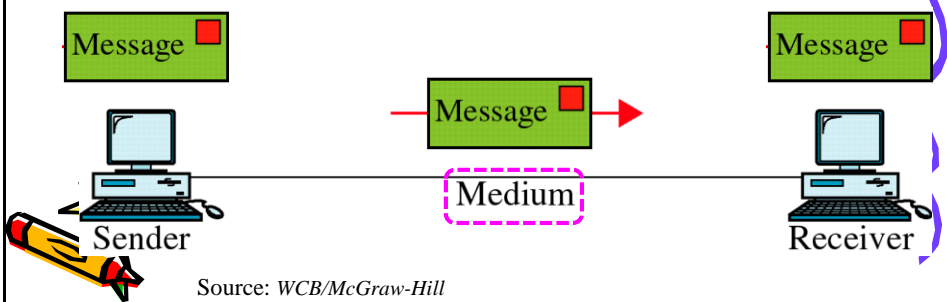 Message
Message
Message
Medium
Sender
Receiver
Source: WCB/McGraw-Hill